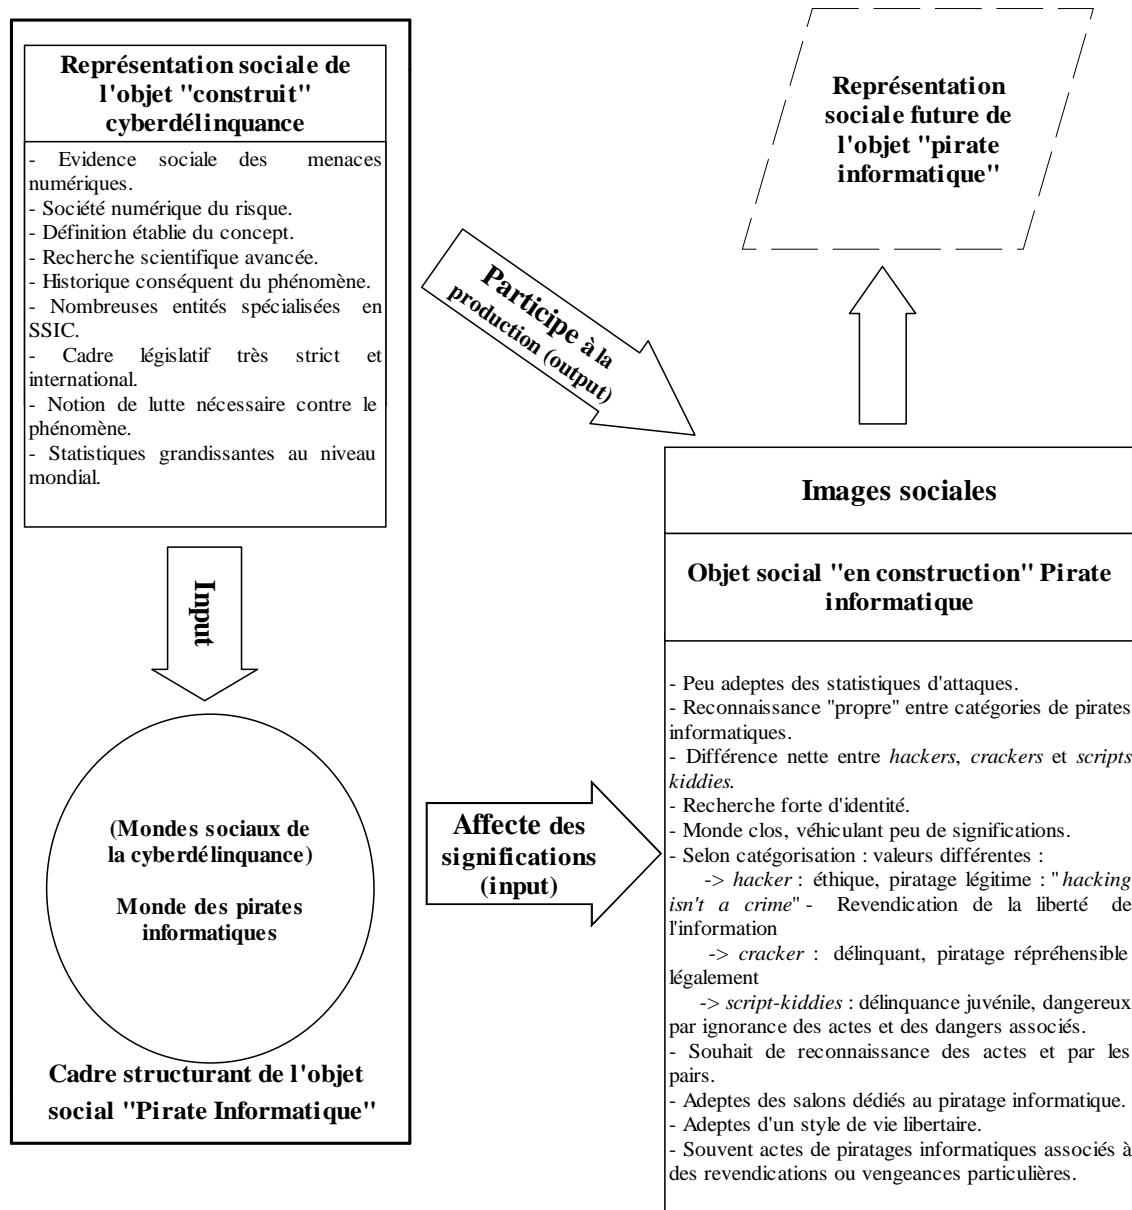 Représentation sociale de
l'objet "construit"
cyberdélinquance
- Evidence sociale des menaces
numériques.
- Société numérique du risque.
- Définition établie du concept.
- Recherche scientifique avancée.
- Historique conséquent du phénomène.
- Nombreuses entités spécialisées en
SSIC.
- Cadre législatif très strict et
international.
- Notion de lutte nécessaire contre le
phénomène.
- Statistiques grandissantes au niveau
mondial.
Input
(Mondes sociaux de
la cyberdélinquance)
Monde des pirates
informatiques
Cadre structurant de l'objet
social "Pirate Informatique"
Participe à la
production (output)
Affecte des
significations
(input)
Représentation
sociale future de
l'objet "pirate
informatique"
Images sociales
Objet social "en construction" Pirate
informatique
- Peu adeptes des statistiques d'attaques.
- Reconnaissance "propre" entre catégories de pirates
informatiques.
- Différence nette entre hackers, crackers et scripts
kiddies.
- Recherche forte d'identité.
- Monde clos, véhiculant peu de significations.
- Selon catégorisation : valeurs différentes :
-> hacker : éthique, piratage légitime : "hacking
isn't a crime" - Revendication de la liberté de
l'information
-> cracker : délinquant, piratage répréhensible
légalement
-> script-kiddies : délinquance juvénile, dangereux
par ignorance des actes et des dangers associés.
- Souhait de reconnaissance des actes et par les
pairs.
- Adeptes des salons dédiés au piratage informatique.
- Adeptes d'un style de vie libertaire.
- Souvent actes de piratages informatiques associés à
des revendications ou vengeances particulières.